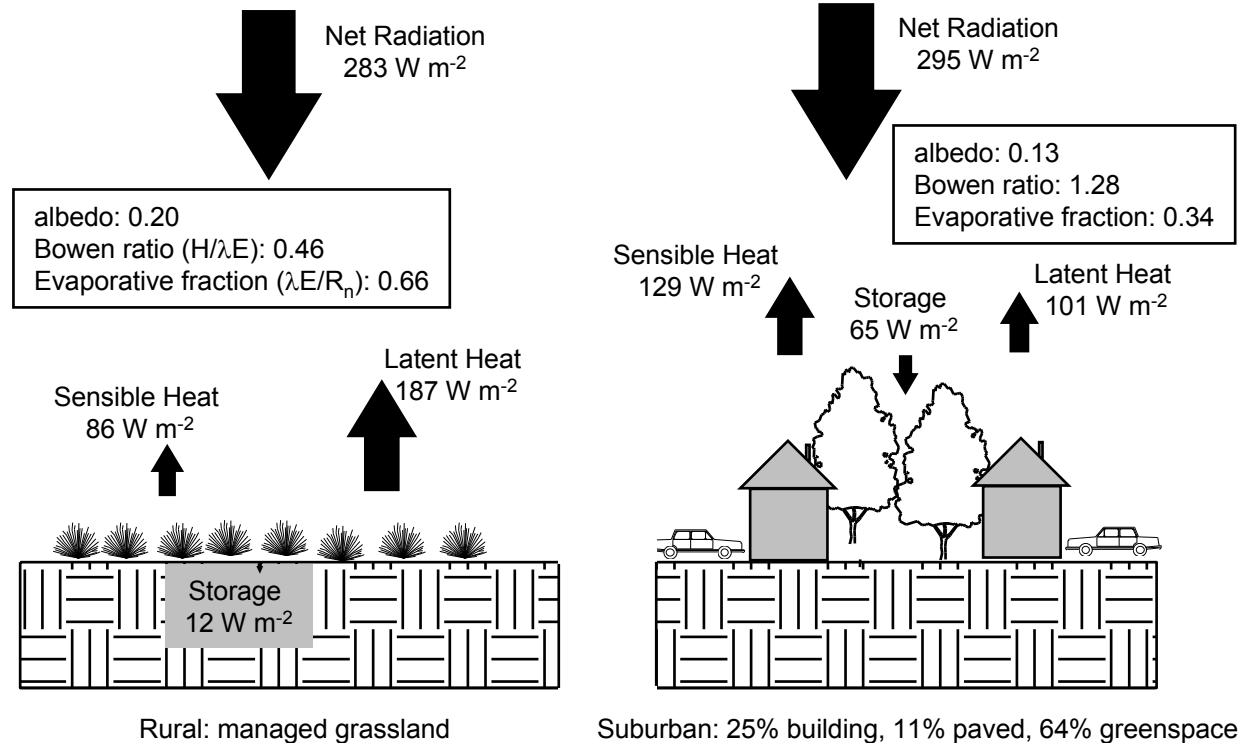 Net Radiation
283 W m-2
albedo: 0.20
Bowen ratio (H/λE): 0.46
Evaporative fraction (λE/Rn): 0.66
Sensible Heat
86 W m-2
Latent Heat
187 W m-2
Storage
12 W m-2
Rural: managed grassland
Net Radiation
295 W m-2
albedo: 0.13
Bowen ratio: 1.28
Evaporative fraction: 0.34
Sensible Heat
129 W m-2
Storage
65 W m-2
Latent Heat
101 W m-2
Suburban: 25% building, 11% paved, 64% greenspace